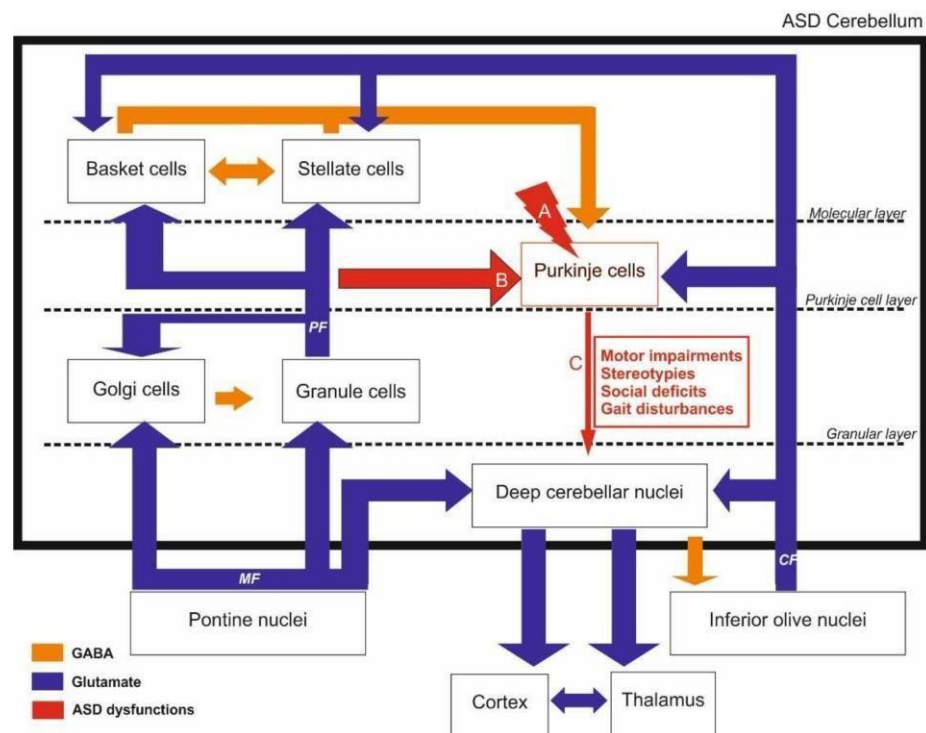 ASD Cerebellum
Basket cells
Stellate cells
A
Molecular layer
B
Purkinje cells
Purkinje cell layer
PF
Golgi cells
Granule cells
C
Motor impairments
Stereotypies
Social deficits
Gait disturbances
Granular layer
Deep cerebellar nuclei
MF
CF
Pontine nuclei
Inferior olive nuclei
GABA
Glutamate
ASD dysfunctions
Cortex
Thalamus